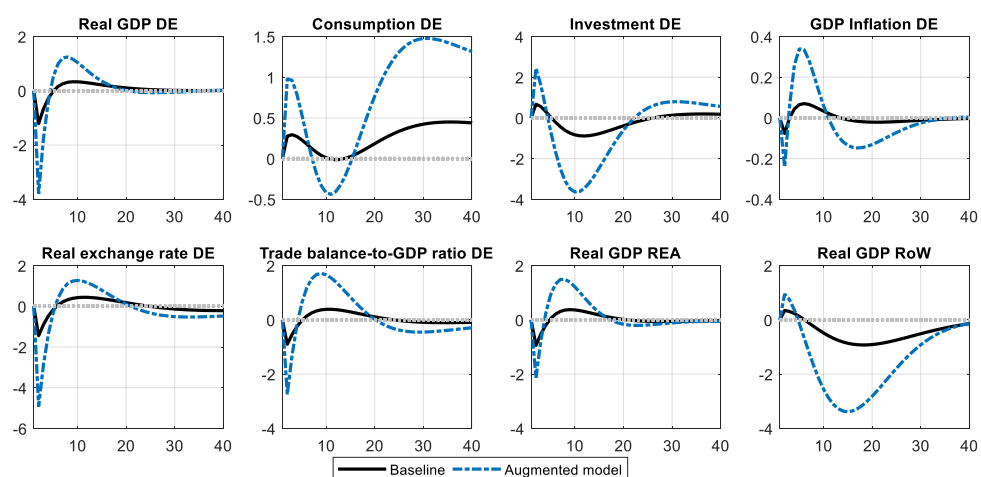 Real GDP DE
Consumption DE
Investment DE
GDP Inflation DE
2
0
-2
-4
10 20 30 40
1.5
1
0.5
0
-0.5
10 20 30 40
4
2
0
-2
-4
10 20 30 40
0.4
0.2
0
-0.2
-0.4
10 20 30 40
Real exchange rate DE
Trade balance-to-GDP ratio DE
Real GDP REA
Real GDP RoW
2
0
-2
-4
-6
10 20 30 40
2
0
-2
-4
10 20 30 40
2
0
-2
-4
10 20 30 40
2
0
-2
-4
10 20 30 40
Baseline
Augmented model